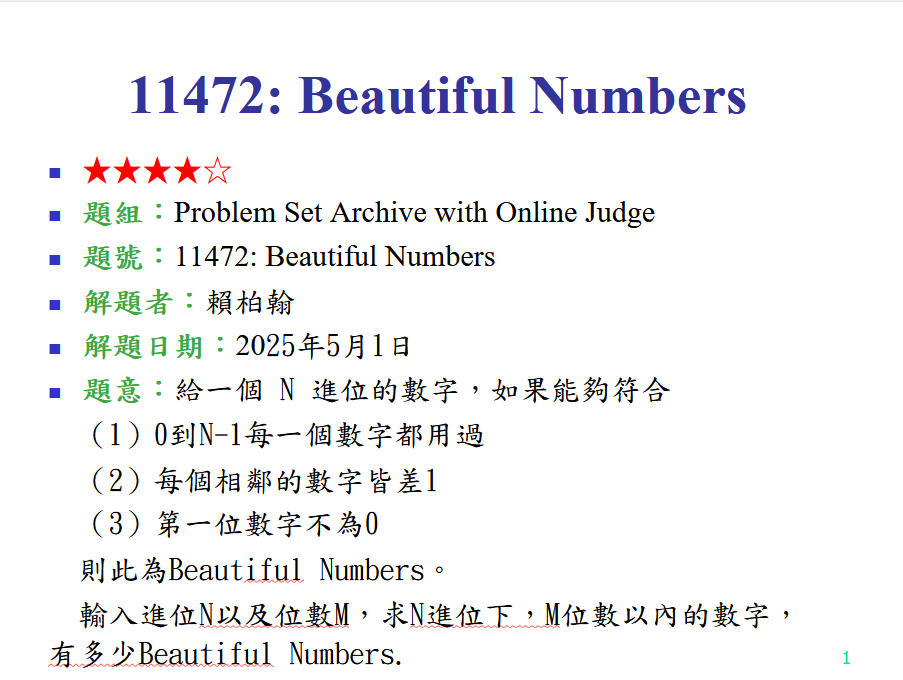 11472: Beautiful Numbers
★★★★☆
題組：Problem Set Archive with Online Judge
題號：11472: Beautiful Numbers
解題者：賴柏翰
解題日期：2025年5月1日
題意：給一個 N 進位的數字，如果能夠符合
（1）0到N-1每一個數字都用過
（2）每個相鄰的數字皆差1
（3）第一位數字不為0
則此為Beautiful Numbers。
輸入進位N以及位數M，求N進位下，M位數以內的數字，
有多少Beautiful Numbers.
1